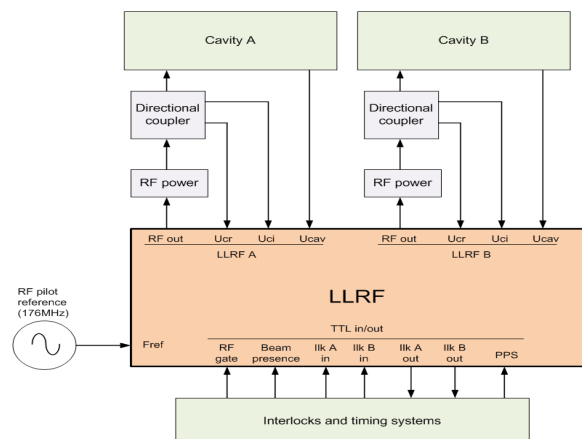 Cavity A
Cavity B
Directional
coupler
Directional
coupler
RF power
RF power
RF out Ucr Uci Ucav
LLRF A
RF out Ucr Uci Ucav
LLRF B
LLRF
RF pilot
reference
(176MHz)
Fref
TTL in/out
RF
gate
Beam
presence
Ilk A
in
Ilk B
in
Ilk A
out
Ilk B
out
PPS
Interlocks and timing systems